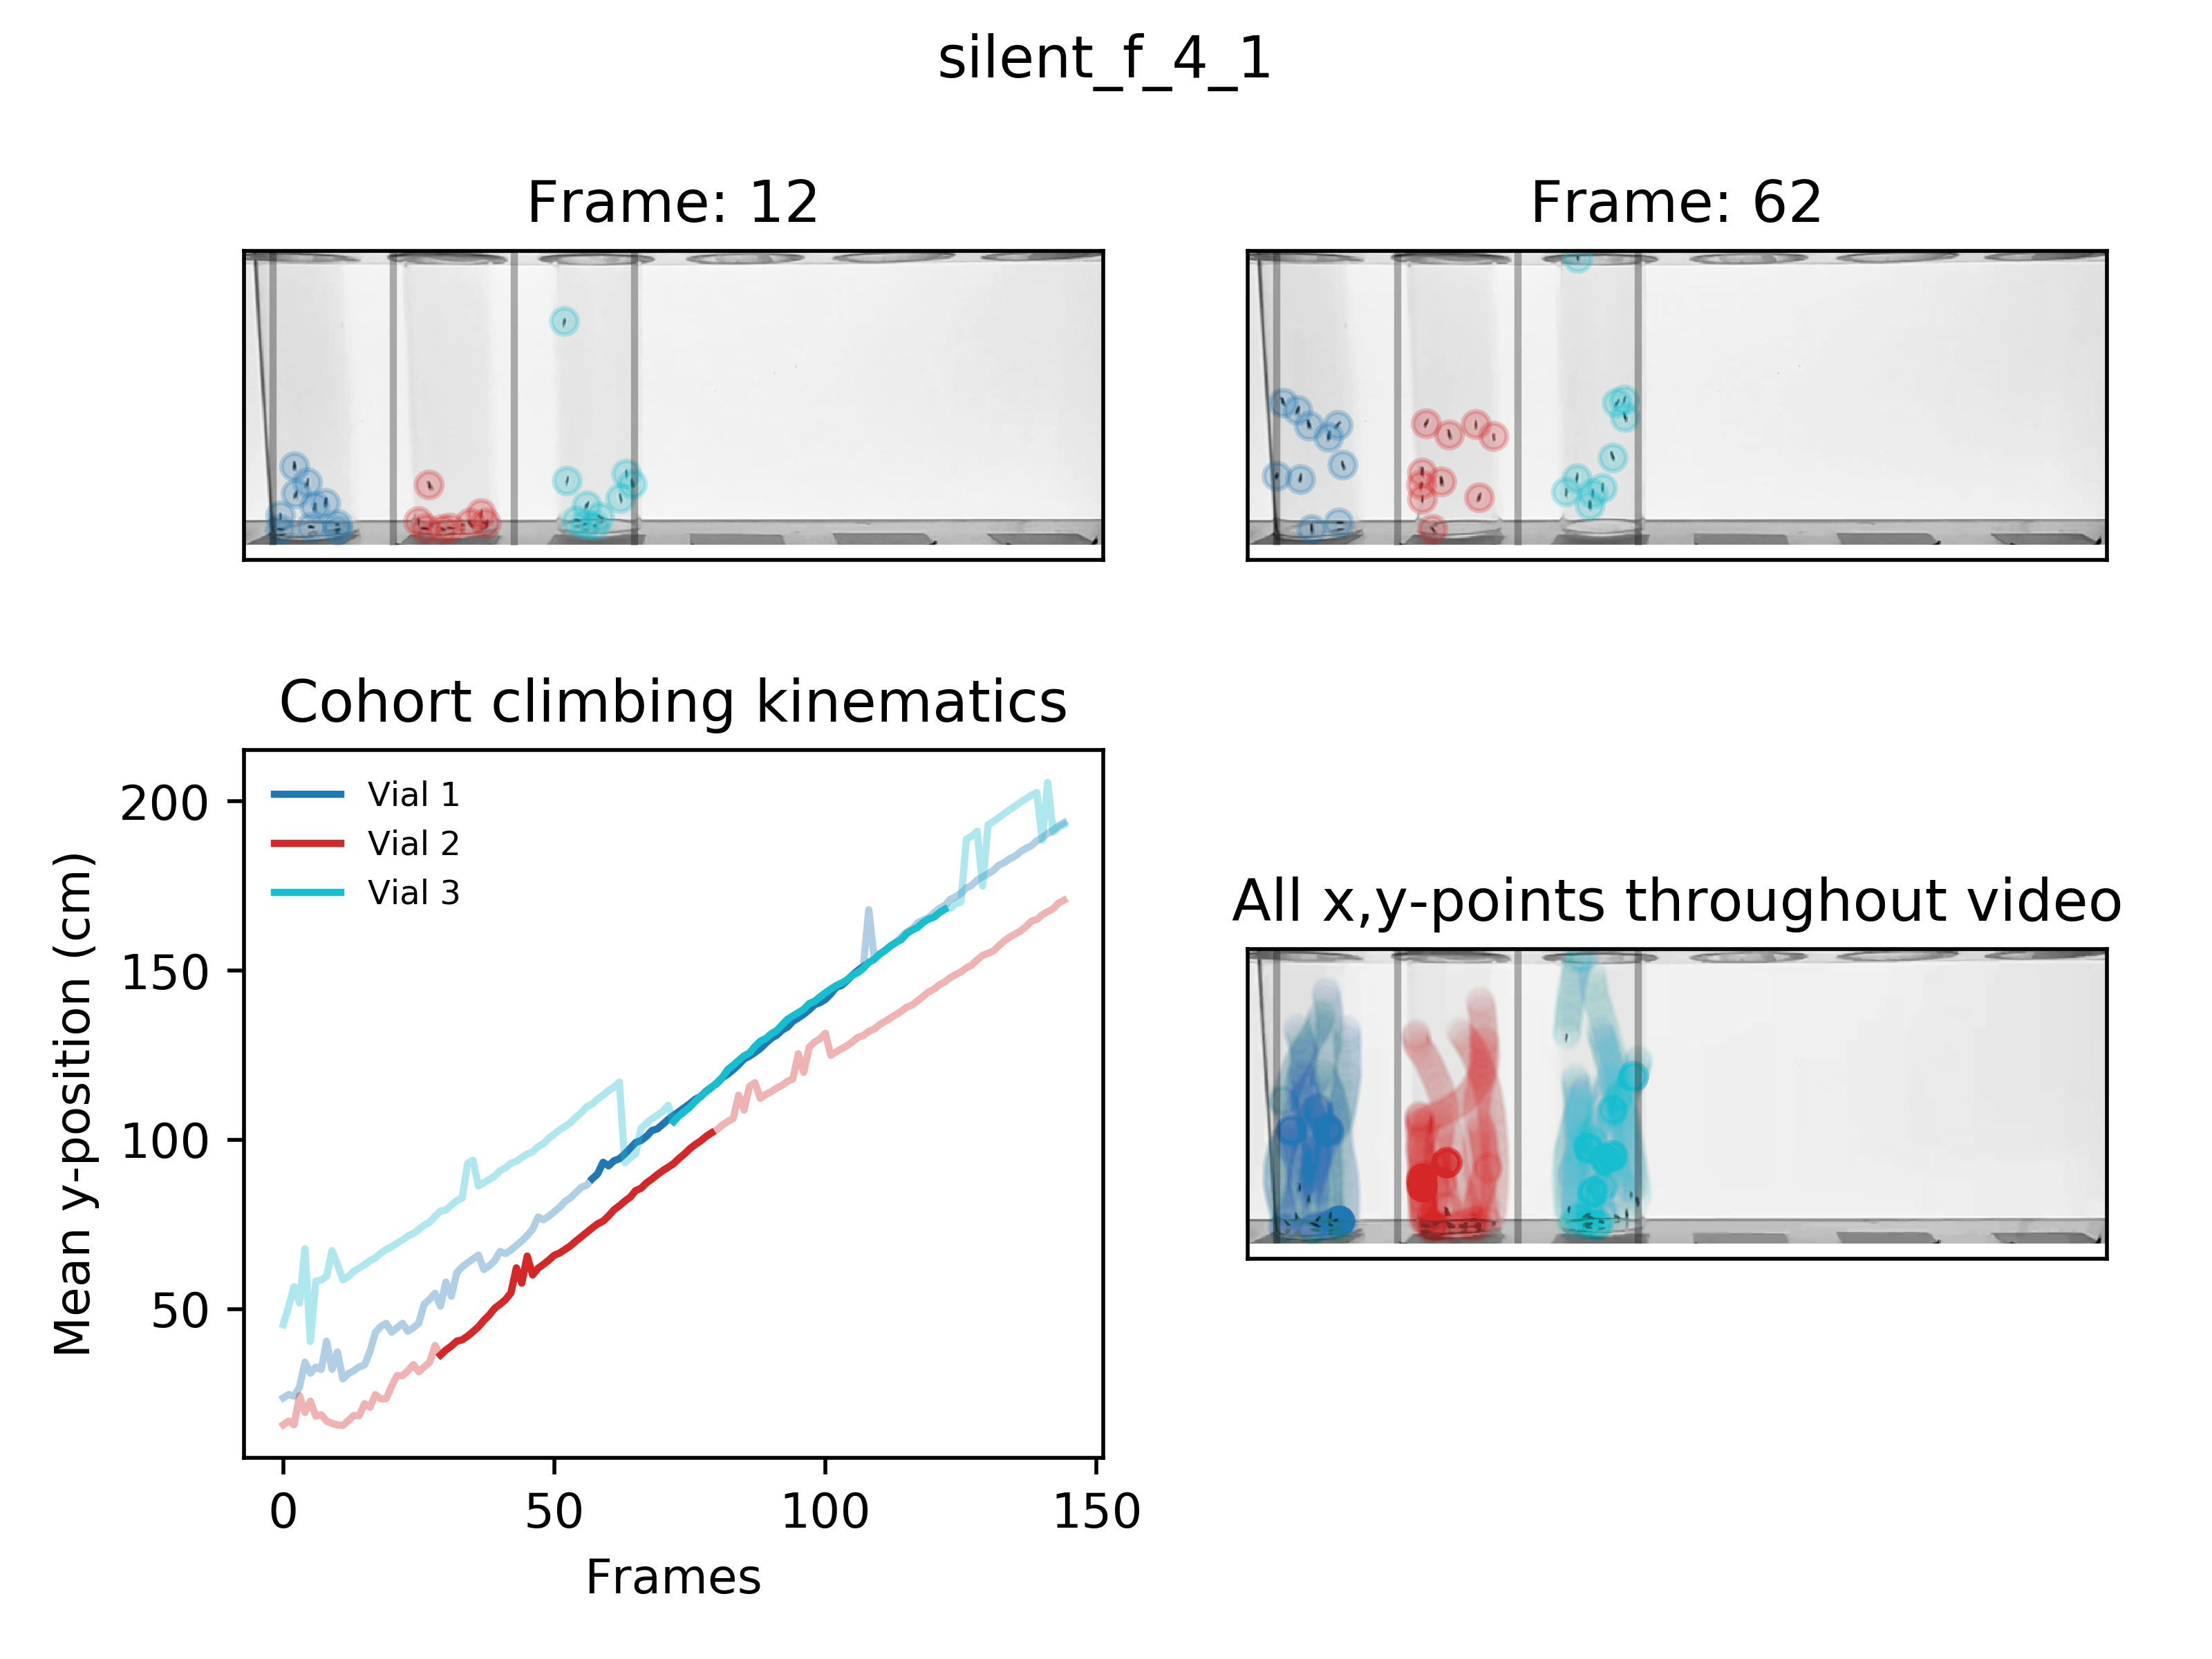 silent_f_4_1
Frame: 12
Frame: 62
Cohort climbing kinematics
Mean y-position (cm)
200
150
100
50
Vial 1
Vial 2
Vial 3
0
50
100
150
Frames
All x,y-points throughout video